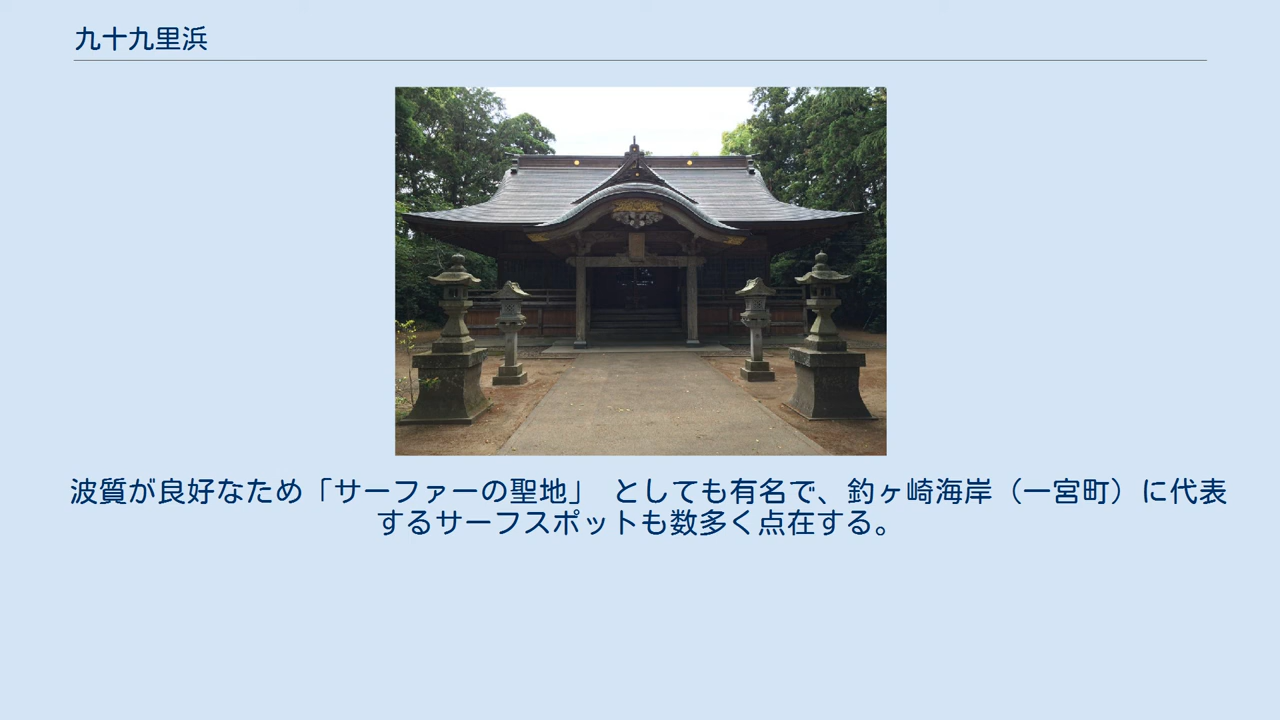 九十九里浜
波質が良好なため「サーファーの聖地」 としても有名で、釣ヶ崎海岸（一宮町）に代表
するサーフスポットも数多く点在する。